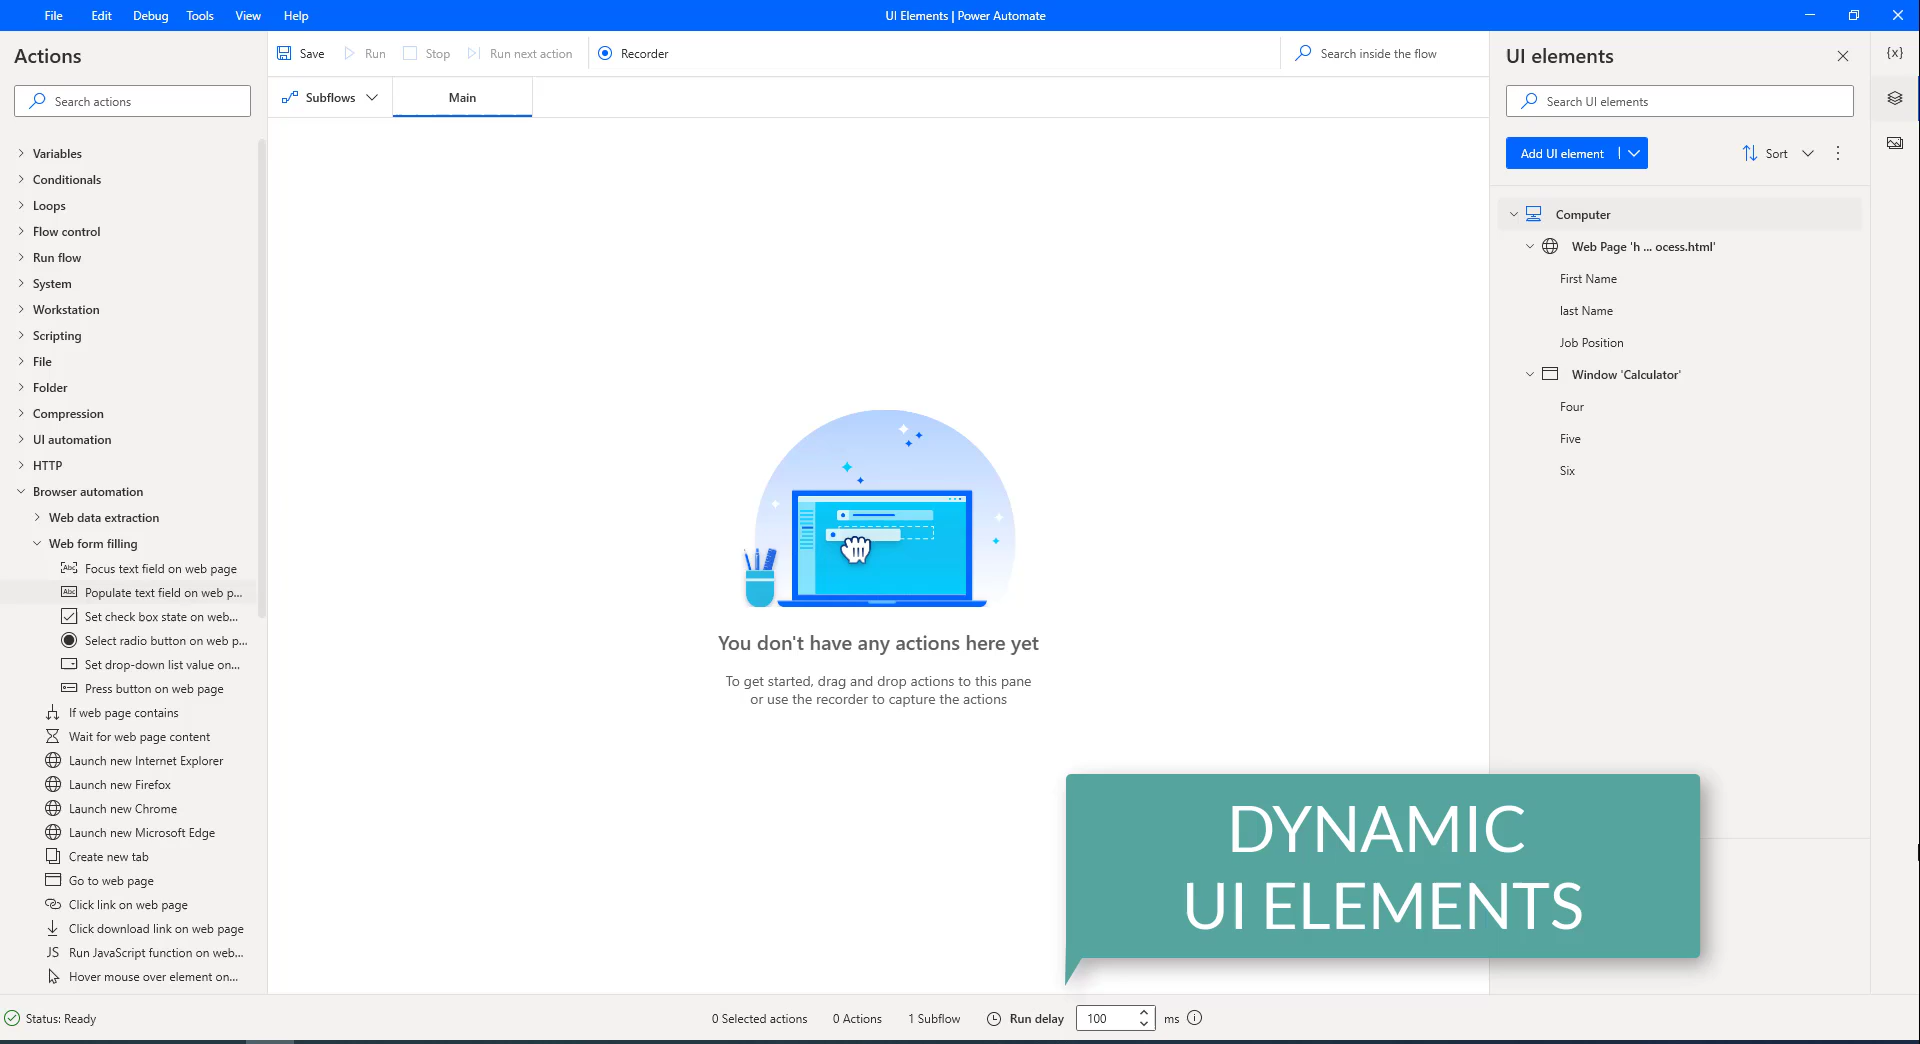 File Edit Debug Tools View Help
UI Elements | Power Automate
Actions
Search actions
Variables
Conditionals
Loops
Flow control
Run flow
System
Workstation
Scripting
File
Folder
Compression
UI automation
HTTP
Browser automation
Web data extraction
Web form filling
Abc Focus text field on web page
Abc Populate text field on web p...
Set check box state on web...
Select radio button on web p...
Set drop-down list value on...
Press button on web page
If web page contains
Wait for web page content
Launch new Internet Explorer
Launch new Firefox
Launch new Chrome
Launch new Microsoft Edge
Create new tab
Go to web page
Click link on web page
Click download link on web page
JS Run JavaScript function on web...
Hover mouse over element on...
Save Run Stop Run next action Recorder
Search inside the flow
Subflows Main
You don't have any actions here yet
To get started, drag and drop actions to this pane
or use the recorder to capture the actions
UI elements
{x}
Search UI elements
Add UI element
Sort
Computer
Web Page 'h ... ocess.html'
First Name
last Name
Job Position
Window 'Calculator'
Four
Five
Six
DYNAMIC
UI ELEMENTS
Status: Ready
0 Selected actions 0 Actions 1 Subflow Run delay 100 ms